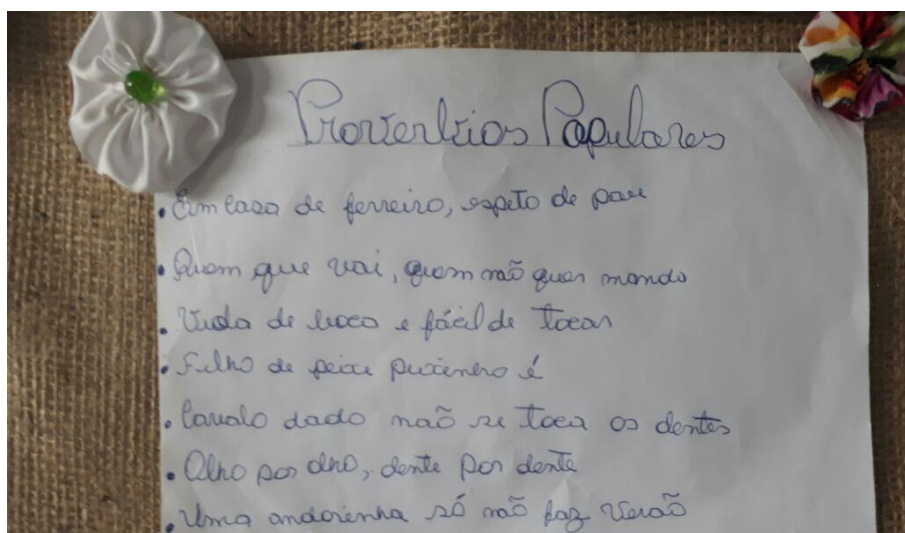 Proverbios Populares
• Em casa de ferreiro, espeto de pau
• Quem que vai, quem não quer manda
• Viola de boca é fácil de tocar
• Filho de peixe peixinho é
• Cavalo dado não se toca os dentes
• Olho por olho, dente por dente
• Uma andorinha só não faz Verão